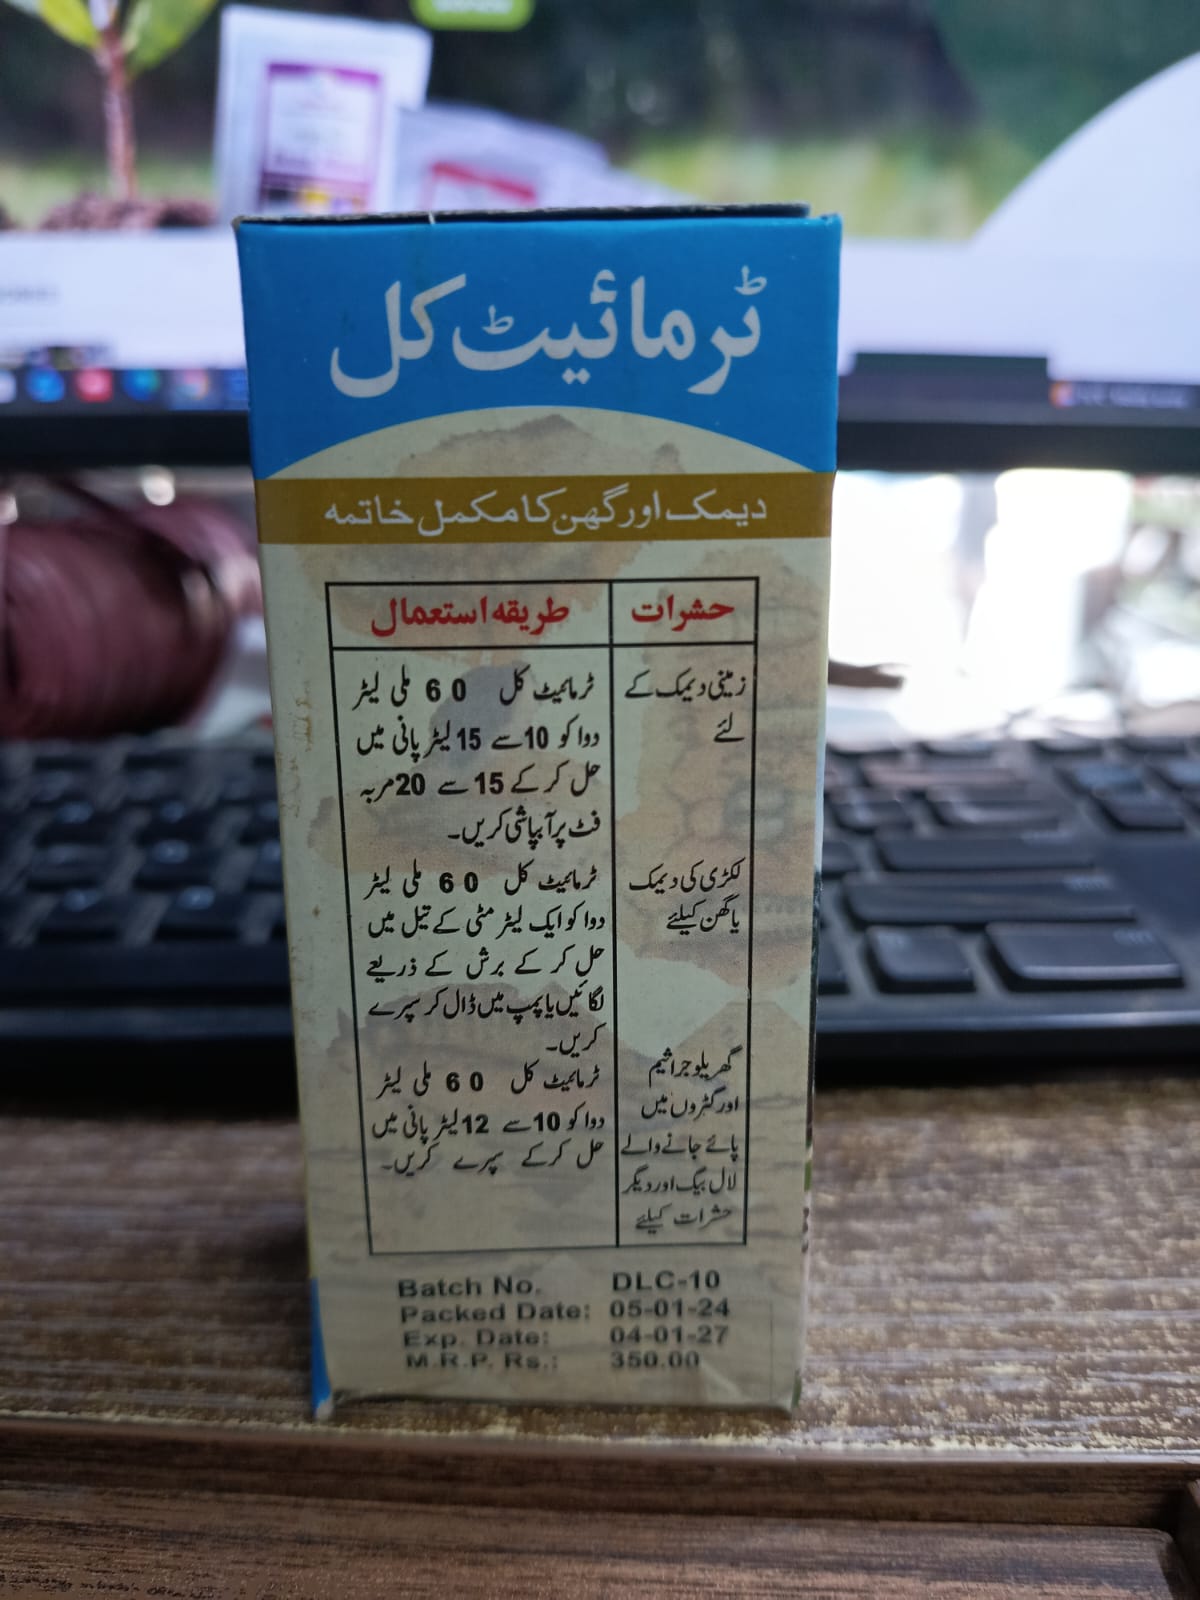 ٹرمائیٹ کل
دیمک اور گھن کا مکمل خاتمہ
حشرات
طریقہ استعمال
زمینی دیمک کے
لئے
ٹرمائیٹ کل 60 ملی لیٹر
دوا کو 10 سے 15 لیٹر پانی میں
حل کر کے 15 سے 20 مربہ
فٹ پر آبپاشی کریں۔
لکڑی کی دیمک
یا گھن کیلئے
ٹرمائیٹ کل 60 ملی لیٹر
دوا کو ایک لیٹر مٹی کے تیل میں
حل کر کے برش کے ذریعے
لگائیں یا پمپ میں ڈال کر سپرے
کریں۔
گھریلو جراثیم
اور گٹروں میں
پائے جانے والے
لال بیگ اور دیگر
حشرات کیلئے
ٹرمائیٹ کل 60 ملی لیٹر
دوا کو 10 سے 12 لیٹر پانی میں
حل کرکے سپرے کریں۔
Batch No. DLC-10
Packed Date: 05-01-24
Exp. Date: 04-01-27
M.R.P. Rs.: 350.00